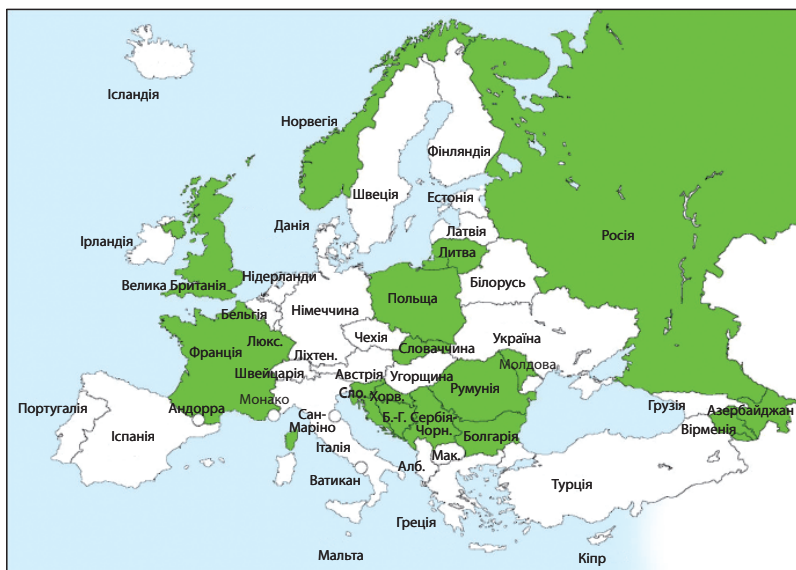 Ісландія
Норвегія
Фінляндія
Швеція
Естонія
Данія
Латвія
Ірландія
Росія
Литва
Нідерланди
Велика Британія
Білорусь
Польща
Німеччина
Бельгія
Чехія
Україна
Люкс.
Франція
Словаччина
Ліхтен.
Молдова
Швейцарія
Австрія
Угорщина
Румунія
Сло.
Хорв.
Монако
Андорра
Португалія
Іспанія
Сан-
Маріно
Б.-Г.
Сербія
Чорн.
Болгарія
Грузія
Азербайджан
Вірменія
Італія
Мак.
Алб.
Ватикан
Туреція
Греція
Мальта
Кіпр